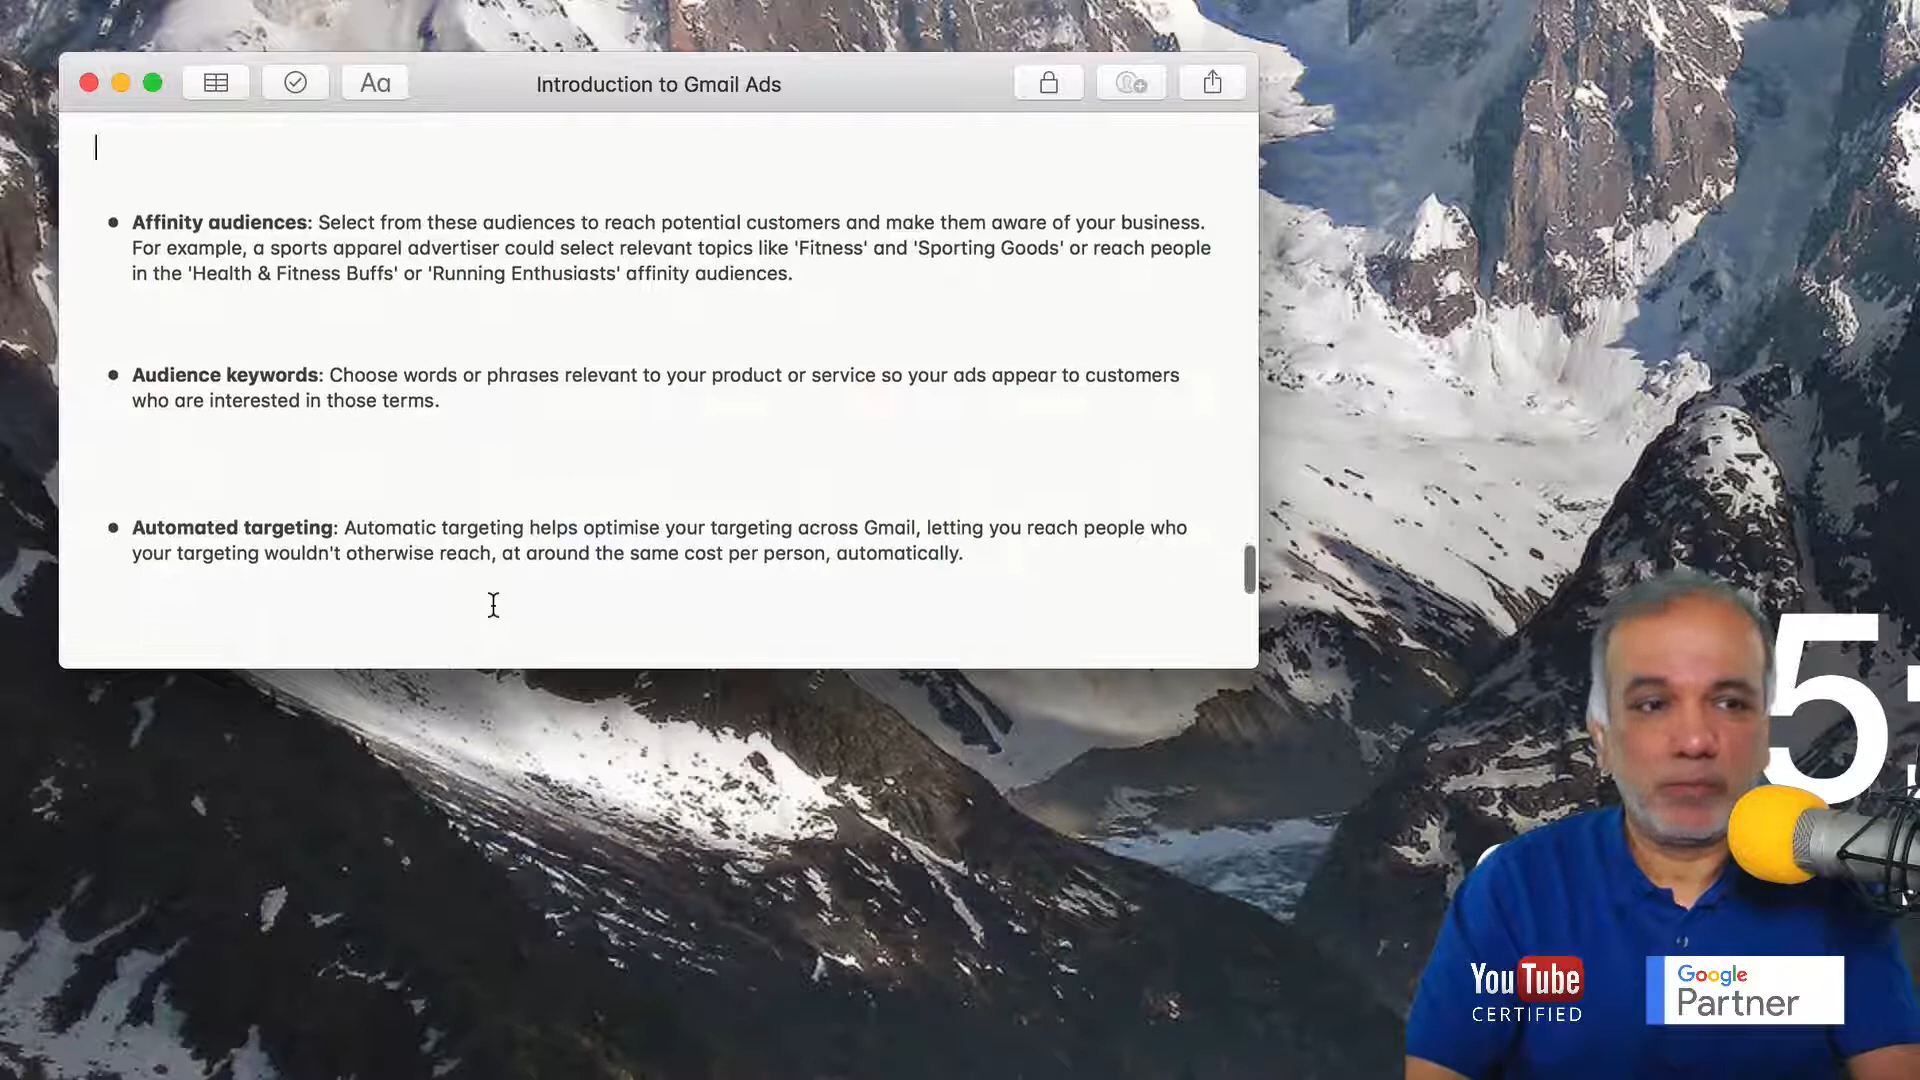 Aa
Introduction to Gmail Ads
Affinity audiences: Select from these audiences to reach potential customers and make them aware of your business.
For example, a sports apparel advertiser could select relevant topics like 'Fitness' and 'Sporting Goods' or reach people
in the 'Health & Fitness Buffs' or 'Running Enthusiasts' affinity audiences.
Audience keywords: Choose words or phrases relevant to your product or service so your ads appear to customers
who are interested in those terms.
Automated targeting: Automatic targeting helps optimise your targeting across Gmail, letting you reach people who
your targeting wouldn't otherwise reach, at around the same cost per person, automatically.
5:
YouTube
CERTIFIED
Google
Partner